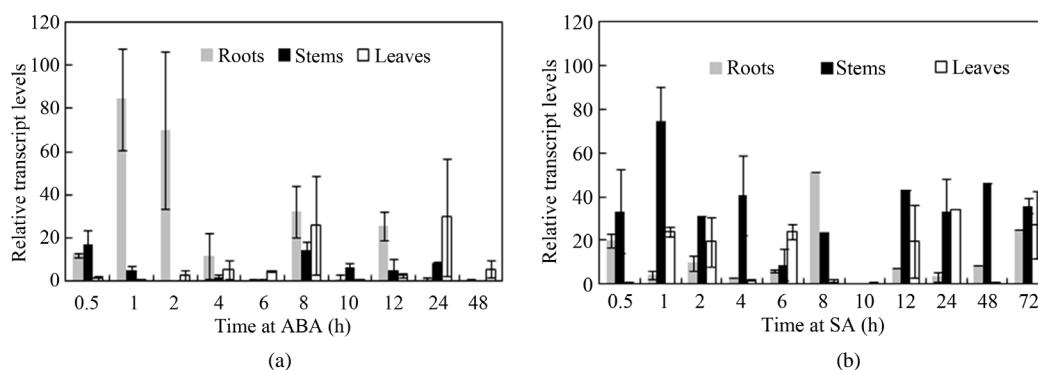 120
100
80
60
40
20
0
Relative transcript levels
Roots Stems Leaves
0.5 1 2 4 6 8 10 12 24 48
Time at ABA (h)
(a)
120
100
80
60
40
20
0
Relative transcript levels
Roots Stems Leaves
0.5 1 2 4 6 8 10 12 24 48 72
Time at SA (h)
(b)